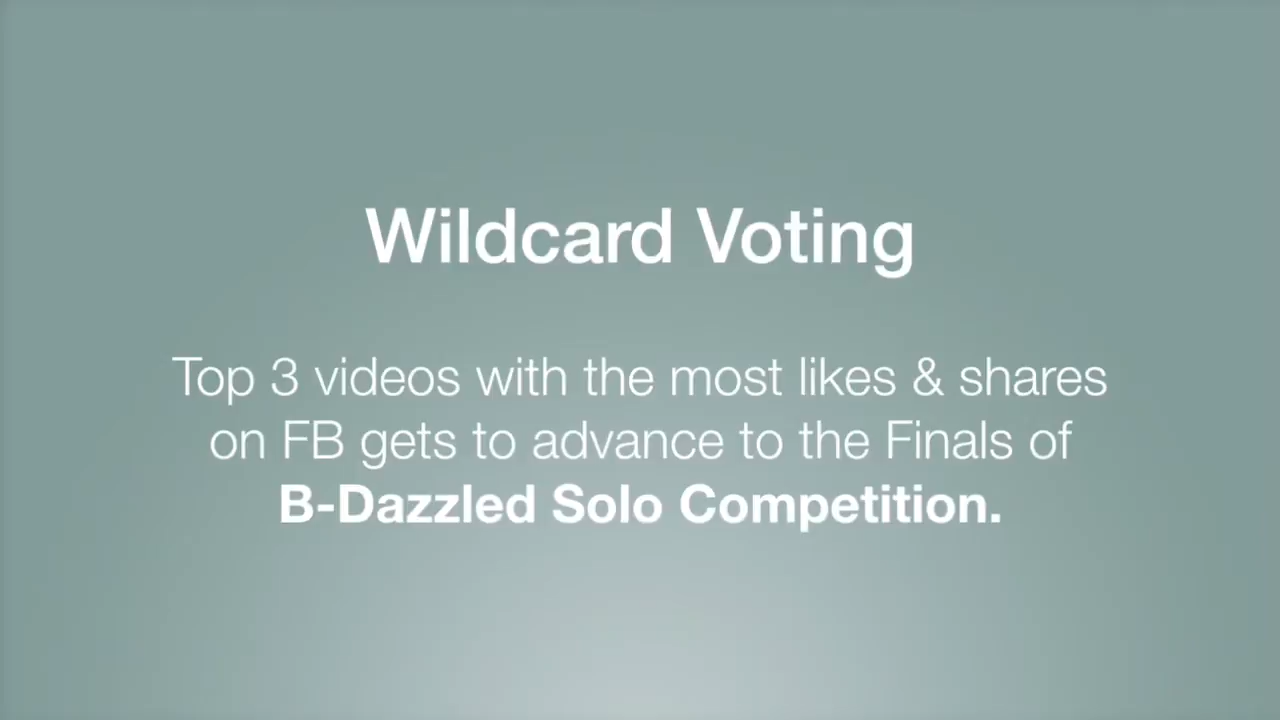 Wildcard Voting
Top 3 videos with the most likes & shares
on FB gets to advance to the Finals of
B-Dazzled Solo Competition.